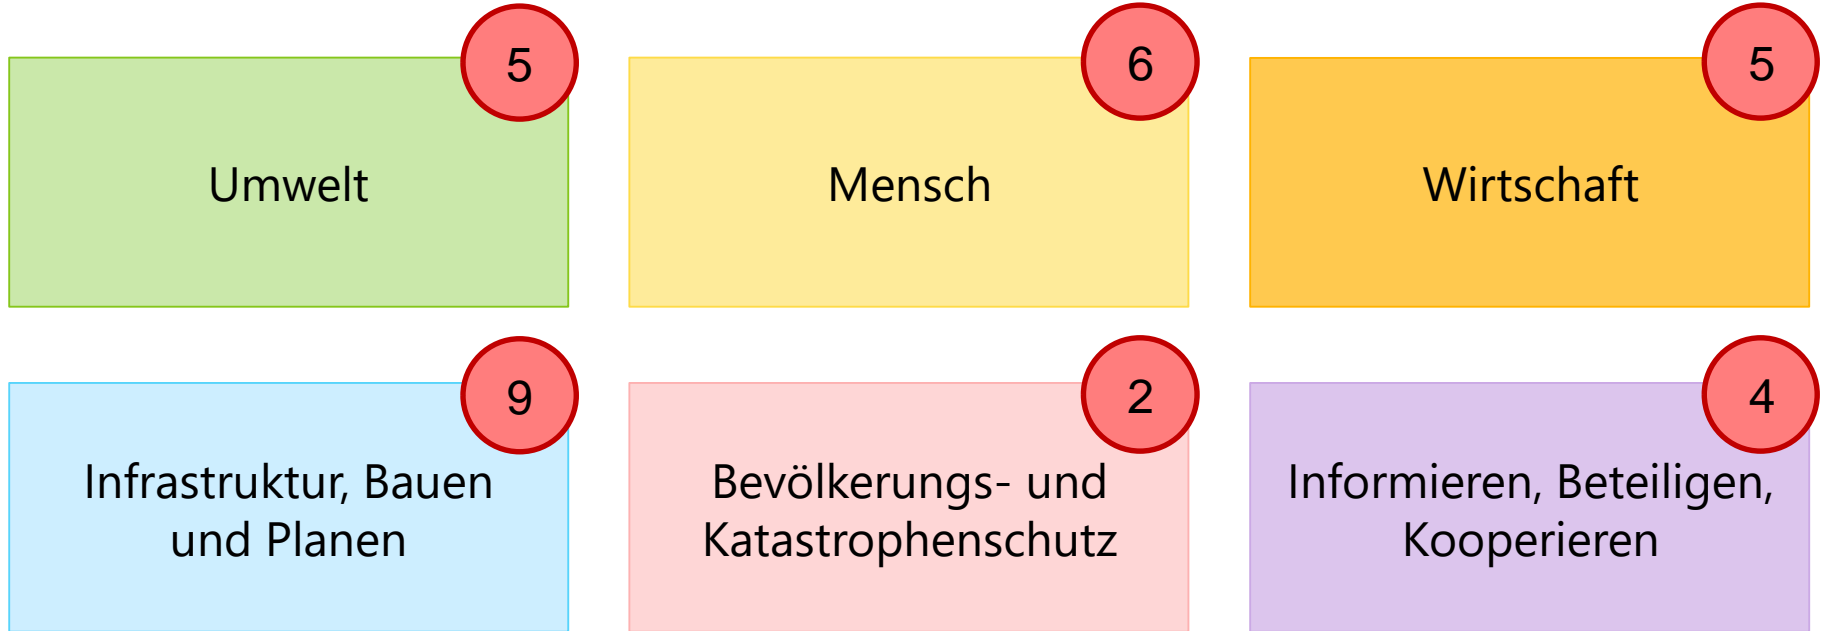 5
Umwelt
6
Mensch
5
Wirtschaft
9
Infrastruktur, Bauen
und Planen
2
Bevölkerungs- und
Katastrophenschutz
4
Informieren, Beteiligen,
Kooperieren